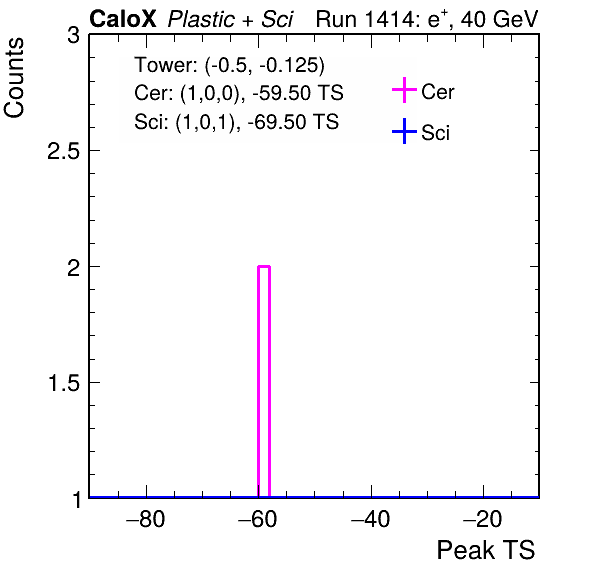 CaloX Plastic + Sci Run 1414: e⁺, 40 GeV
Counts
Tower: (-0.5, -0.125)
Cer: (1,0,0), -59.50 TS
Sci: (1,0,1), -69.50 TS
Cer
Sci
3
2.5
2
1.5
1
−80 −60 −40 −20
Peak TS